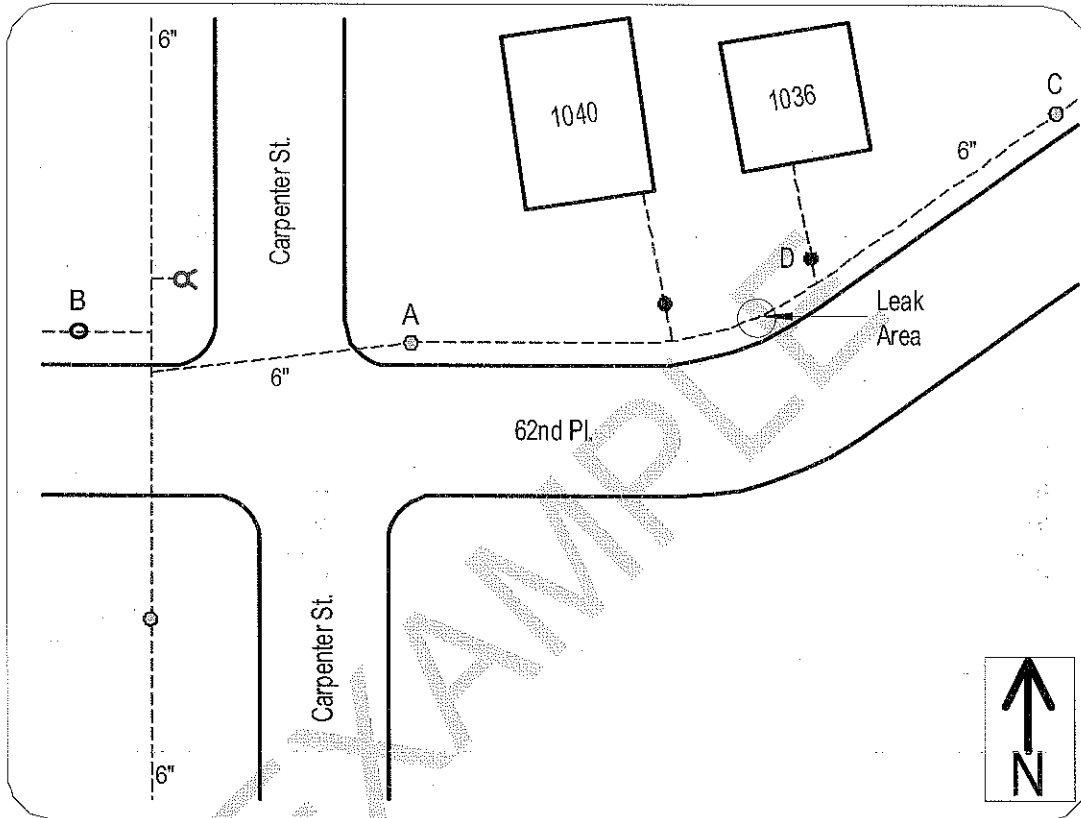 6"
C
1040
1036
Carpenter St.
6"
D
B
A
Leak
Area
6"
62nd Pl.
EXAMPLE
Carpenter St.
6"
N